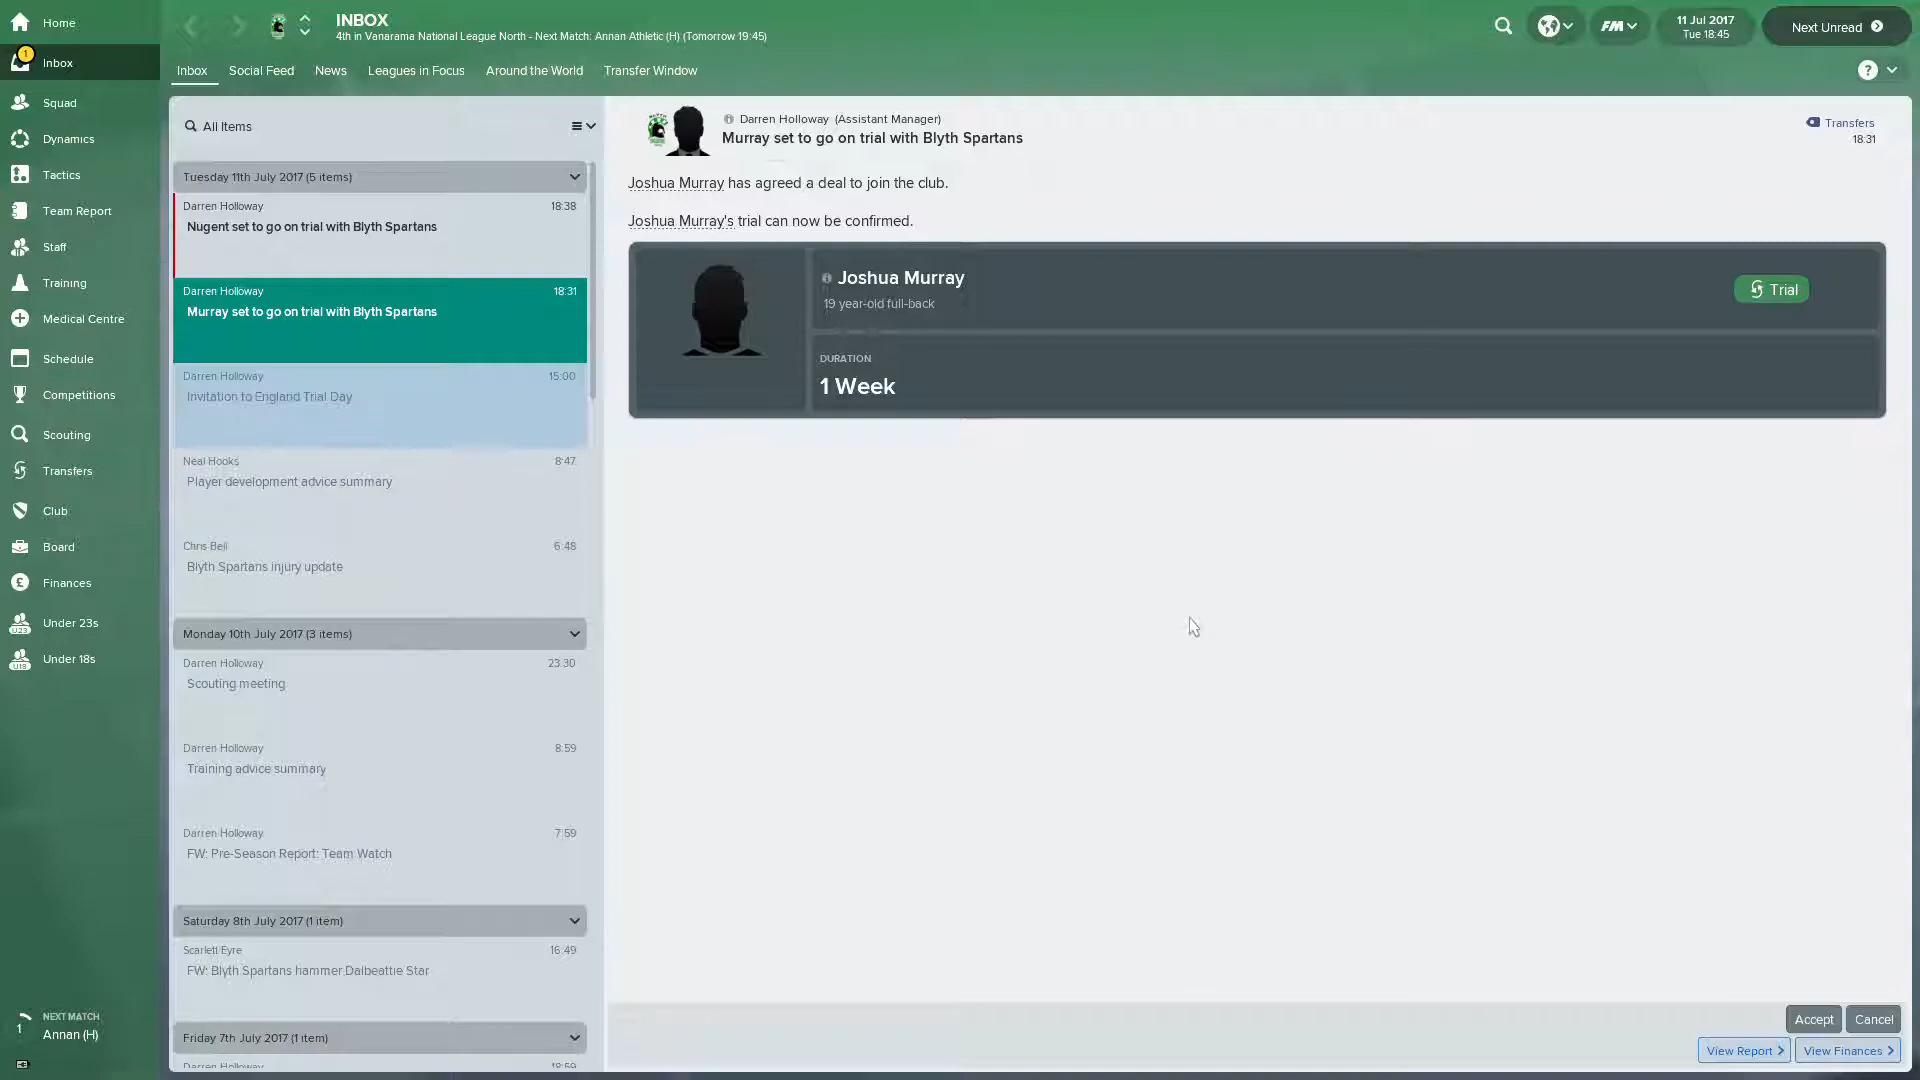 Home
INBOX
4th in Vanarama National League North - Next Match: Annan Athletic (H) (Tomorrow 19:45)
FM
11 Jul 2017
Tue 18:45
Next Unread
1
Inbox
Inbox Social Feed News Leagues in Focus Around the World Transfer Window
?
Squad
Dynamics
Tactics
Team Report
Staff
Training
Medical Centre
Schedule
Competitions
Scouting
Transfers
Club
Board
Finances
U23
Under 23s
U18
Under 18s
NEXT MATCH
1
Annan (H)
All Items
Tuesday 11th July 2017 (5 items)
Darren Holloway 18:38
Nugent set to go on trial with Blyth Spartans
Darren Holloway 18:31
Murray set to go on trial with Blyth Spartans
Darren Holloway 15:00
Invitation to England Trial Day
Neal Hooks 8:47
Player development advice summary
Chris Bell 6:48
Blyth Spartans injury update
Monday 10th July 2017 (3 items)
Darren Holloway 23:30
Scouting meeting
Darren Holloway 8:59
Training advice summary
Darren Holloway 7:59
FW: Pre-Season Report: Team Watch
Saturday 8th July 2017 (1 item)
Scarlett Eyre 16:49
FW: Blyth Spartans hammer Dalbeattie Star
Friday 7th July 2017 (1 item)
Darren Holloway 18:59
Darren Holloway (Assistant Manager)
Murray set to go on trial with Blyth Spartans
Transfers
18:31
Joshua Murray has agreed a deal to join the club.
Joshua Murray's trial can now be confirmed.
Joshua Murray
19 year-old full-back
Trial
DURATION
1 Week
Accept Cancel
View Report View Finances